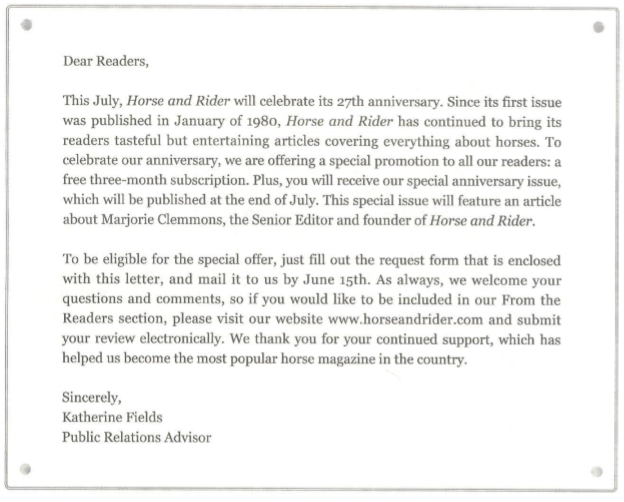 Dear Readers,
This July, Horse and Rider will celebrate its 27th anniversary. Since its first issue
was published in January of 1980, Horse and Rider has continued to bring its
readers tasteful but entertaining articles covering everything about horses. To
celebrate our anniversary, we are offering a special promotion to all our readers: a
free three-month subscription. Plus, you will receive our special anniversary issue,
which will be published at the end of July. This special issue will feature an article
about Marjorie Clemmons, the Senior Editor and founder of Horse and Rider.
To be eligible for the special offer, just fill out the request form that is enclosed
with this letter, and mail it to us by June 15th. As always, we welcome your
questions and comments, so if you would like to be included in our From the
Readers section, please visit our website www.horseandrider.com and submit
your review electronically. We thank you for your continued support, which has
helped us become the most popular horse magazine in the country.
Sincerely,
Katherine Fields
Public Relations Advisor